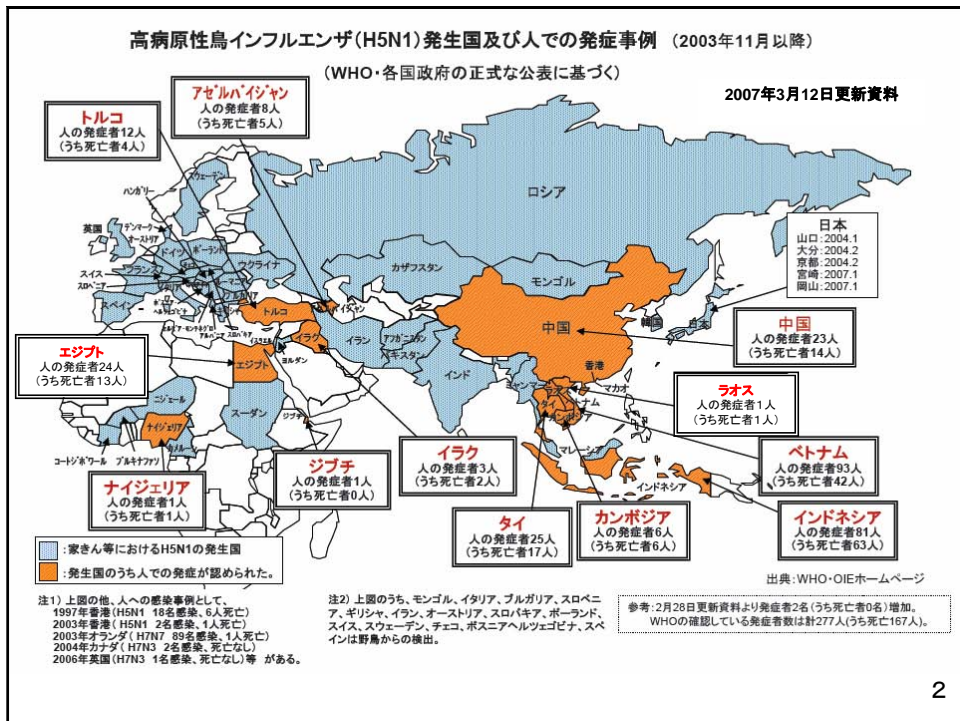 高病原性鳥インフルエンザ(H5N1)発生国及び人での発症事例 (2003年11月以降)
(WHO・各国政府の正式な公表に基づく)
2007年3月12日更新資料
アゼルバイジャン
人の発症者8人
(うち死亡者5人)
トルコ
人の発症者12人
(うち死亡者4人)
スウェーデン
ロシア
ハンガリー
英国
デンマーク
オーストリア
ドイツ
ポーランド
スイス
フランス
スロベニア
ウクライナ
スペイン
カザフスタン
モンゴル
日本
山口:2004.1
大分:2004.2
京都:2004.2
宮崎:2007.1
岡山:2007.1
トルコ
中国
韓国
日本
中国
人の発症者23人
(うち死亡者14人)
イラク
イラン
アフガニスタン
ヨルダン
イスラエル
アルバニア
スロバキア
エジプト
人の発症者24人
(うち死亡者13人)
エジプト
インド
ミャンマー
香港
マカオ
ラオス
人の発症者1人
(うち死亡者1人)
タイ
ベトナム
カンボジア
ニジェール
スーダン
ジブチ
ナイジェリア
カメルーン
コートジボワール
ブルキナファソ
マレーシア
インドネシア
ナイジェリア
人の発症者1人
(うち死亡者1人)
ジブチ
人の発症者1人
(うち死亡者0人)
イラク
人の発症者3人
(うち死亡者2人)
タイ
人の発症者25人
(うち死亡者17人)
カンボジア
人の発症者6人
(うち死亡者6人)
ベトナム
人の発症者93人
(うち死亡者42人)
インドネシア
人の発症者81人
(うち死亡者63人)
:家きん等におけるH5N1の発生国
:発生国のうち人での発症が認められた。
出典:WHO・OIEホームページ
注1) 上図の他、人への感染事例として、
1997年香港(H5N1 18名感染、6人死亡)
2003年香港( H5N1 2名感染、1人死亡)
2003年オランダ(H7N7 89名感染、1人死亡)
2004年カナダ(H7N3 2名感染、死亡なし)
2006年英国(H7N3 1名感染、死亡なし)等 がある。
注2) 上図のうち、モンゴル、イタリア、ブルガリア、スロベニ
ア、ギリシャ、イラン、オーストリア、スロバキア、ポーランド、
スイス、スウェーデン、チェコ、ボスニアヘルツェゴビナ、スペ
インは野鳥からの検出。
参考:2月28日更新資料より発症者2名(うち死亡者0名)増加。
WHOの確認している発症者数は計277人(うち死亡167人)。
2